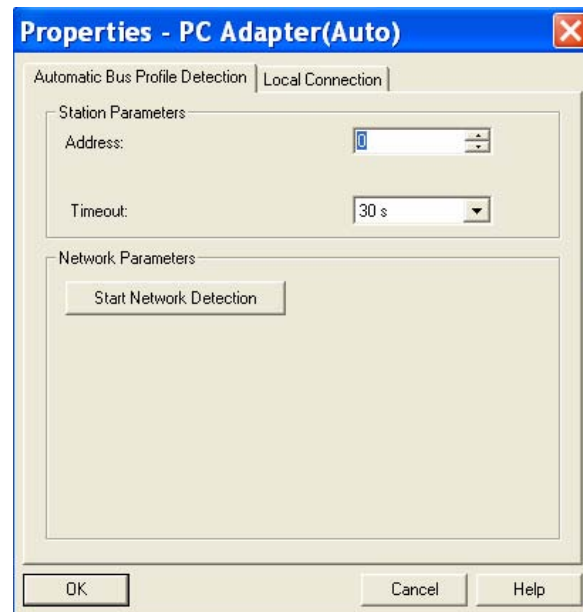 Properties - PC Adapter(Auto)
Automatic Bus Profile Detection
Local Connection
Station Parameters
Address:
0
Timeout:
30 s
Network Parameters
Start Network Detection
OK
Cancel
Help